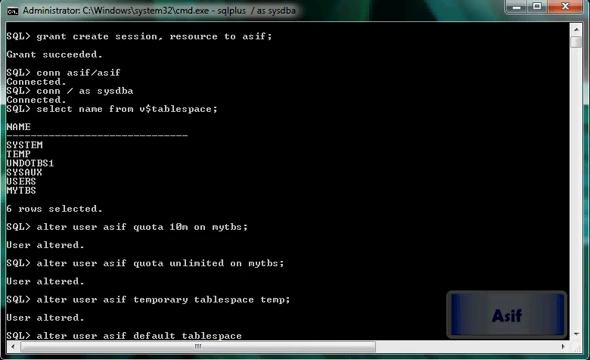 Administrator: C:\Windows\system32\cmd.exe - sqlplus / as sysdba
SQL> grant create session, resource to asif;
Grant succeeded.
SQL> conn asif/asif
Connected.
SQL> conn / as sysdba
Connected.
SQL> select name from v$tablespace;
NAME
------------------------------
SYSTEM
TEMP
UNDOTBS1
SYSAUX
USERS
MYTBS
6 rows selected.
SQL> alter user asif quota 10m on mytbs;
User altered.
SQL> alter user asif quota unlimited on mytbs;
User altered.
SQL> alter user asif temporary tablespace temp;
User altered.
SQL> alter user asif default tablespace
Asif